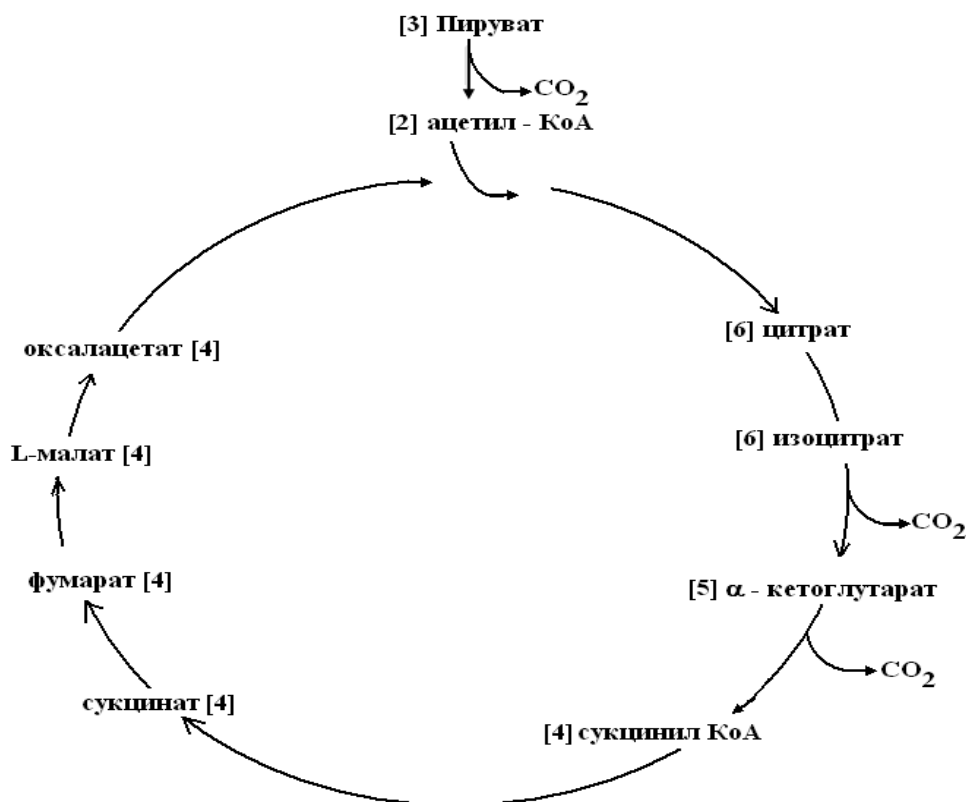 [3] Пируват
CO2
[2] ацетил - КоА
[6] цитрат
оксалацетат [4]
[6] изоцитрат
L-малат [4]
CO2
[5] α - кетоглутарат
фумарат [4]
CO2
сукцинат [4]
[4] сукцинил КоА